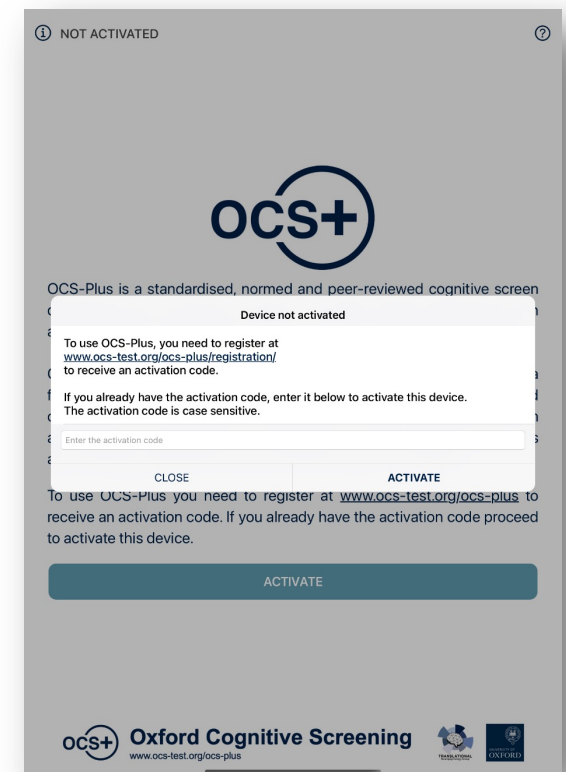 NOT ACTIVATED
OCS+
OCS-Plus is a standardised, normed and peer-reviewed cognitive screen
Device not activated
To use OCS-Plus, you need to register at
www.ocs-test.org/ocs-plus/registration/
to receive an activation code.
If you already have the activation code, enter it below to activate this device.
The activation code is case sensitive.
Enter the activation code
CLOSE ACTIVATE
To use OCS-Plus you need to register at www.ocs-test.org/ocs-plus to
receive an activation code. If you already have the activation code proceed
to activate this device.
ACTIVATE
OCS+ Oxford Cognitive Screening
www.ocs-test.org/ocs-plus
OXFORD